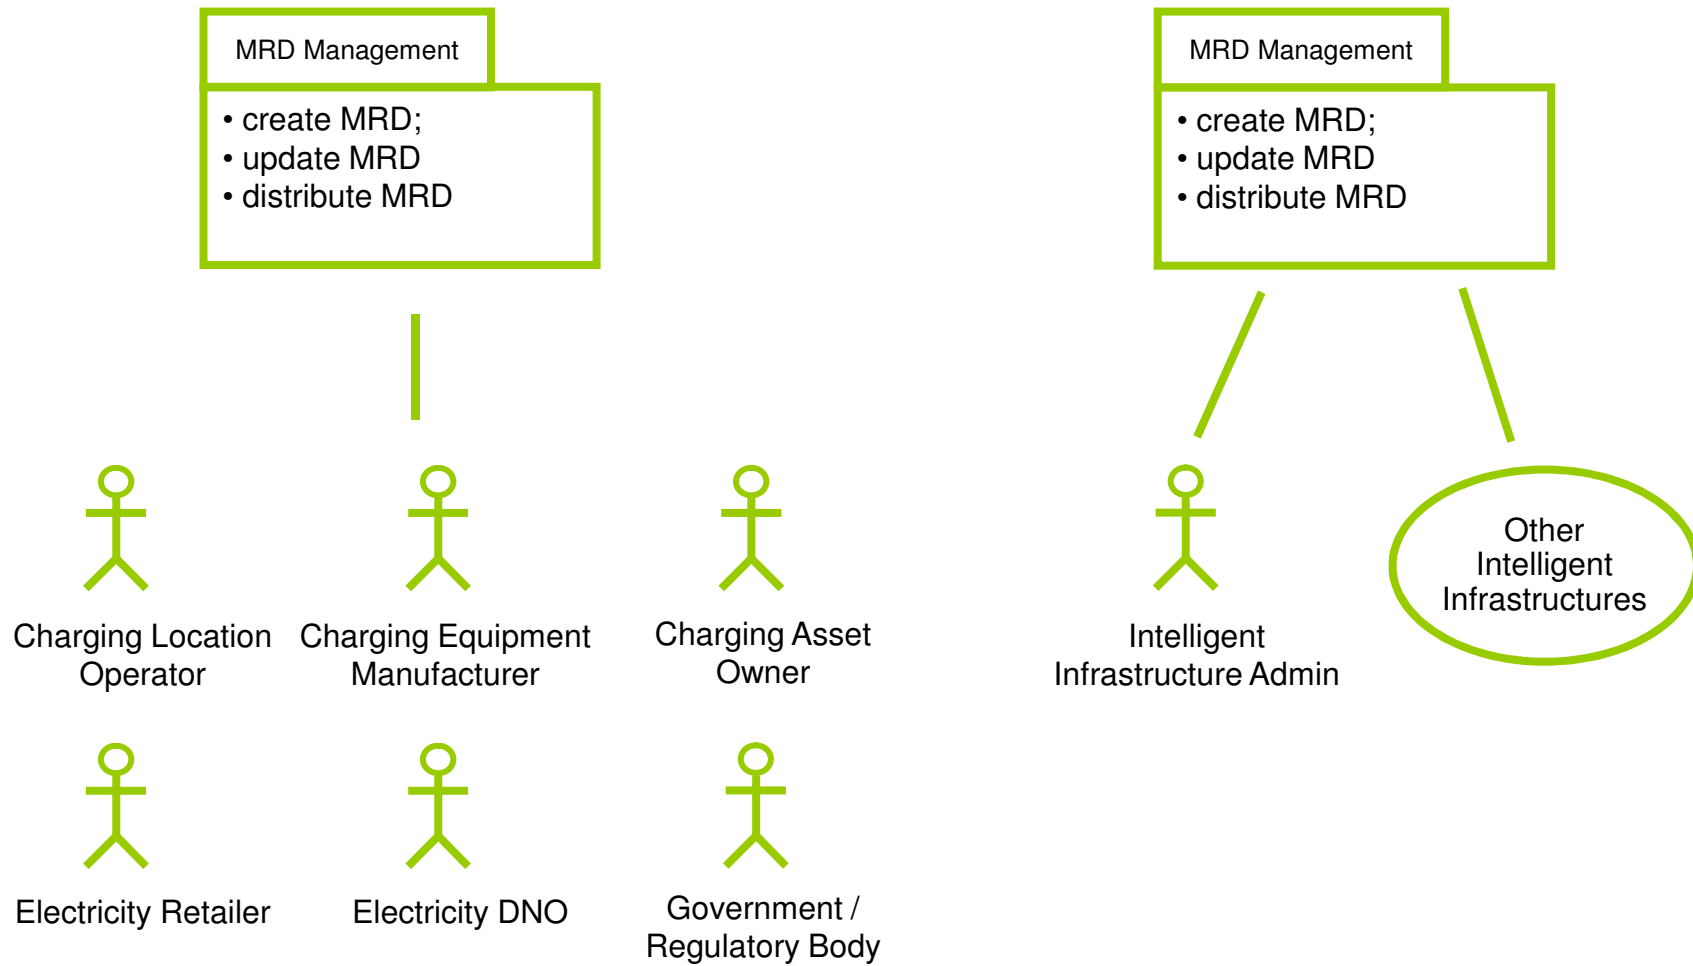 MRD Management
• create MRD;
• update MRD
• distribute MRD
Charging Location
Operator
Charging Equipment
Manufacturer
Charging Asset
Owner
Electricity Retailer
Electricity DNO
Government /
Regulatory Body
MRD Management
• create MRD;
• update MRD
• distribute MRD
Intelligent
Infrastructure Admin
Other
Intelligent
Infrastructures